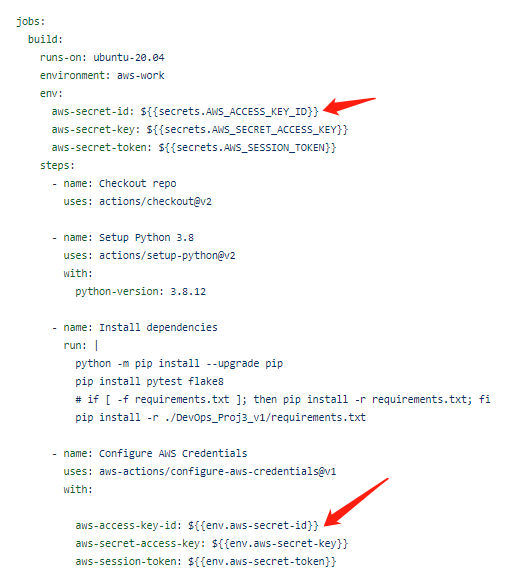 jobs:
  build:
    runs-on: ubuntu-20.04
    environment: aws-work
    env:
      aws-secret-id: ${{secrets.AWS_ACCESS_KEY_ID}}
      aws-secret-key: ${{secrets.AWS_SECRET_ACCESS_KEY}}
      aws-secret-token: ${{secrets.AWS_SESSION_TOKEN}}
    steps:
      - name: Checkout repo
        uses: actions/checkout@v2

      - name: Setup Python 3.8
        uses: actions/setup-python@v2
        with:
          python-version: 3.8.12

      - name: Install dependencies
        run: |
          python -m pip install --upgrade pip
          pip install pytest flake8
          # if [ -f requirements.txt ]; then pip install -r requirements.txt; fi
          pip install -r ./DevOps_Proj3_v1/requirements.txt

      - name: Configure AWS Credentials
        uses: aws-actions/configure-aws-credentials@v1
        with:

          aws-access-key-id: ${{env.aws-secret-id}}
          aws-secret-access-key: ${{env.aws-secret-key}}
          aws-session-token: ${{env.aws-secret-token}}